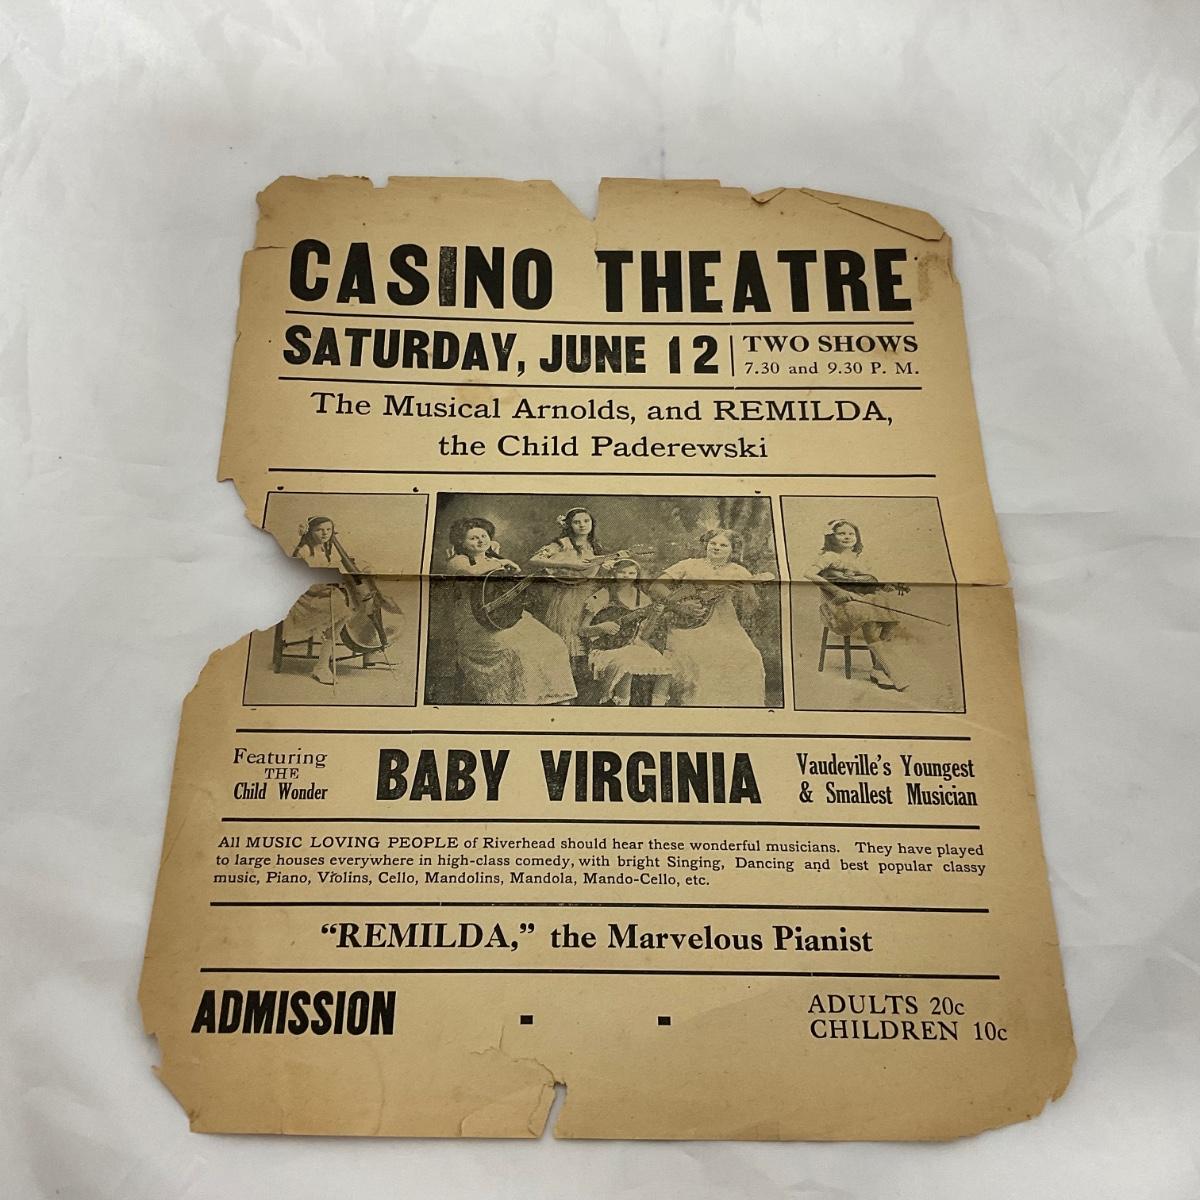 CASINO THEATRE
SATURDAY, JUNE 12
TWO SHOWS
7.30 and 9.30 P. M.
The Musical Arnolds, and REMILDA,
the Child Paderewski
Featuring
THE
Child Wonder
BABY VIRGINIA
Vaudeville's Youngest
& Smallest Musician
All MUSIC LOVING PEOPLE of Riverhead should hear these wonderful musicians. They have played
to large houses everywhere in high-class comedy, with bright Singing, Dancing and best popular classy
music, Piano, Violins, Cello, Mandolins, Mandola, Mando-Cello, etc.
"REMILDA," the Marvelous Pianist
ADMISSION - - ADULTS 20c
CHILDREN 10c